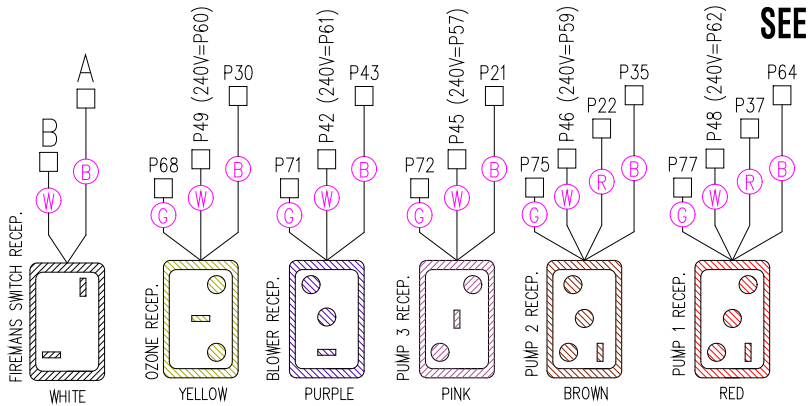 SEE
A
B
B
W
FIREMANS SWITCH RECEP.
WHITE
P49 (240V=P60)
P30
P68
B
W
G
OZONE RECEP.
YELLOW
P42 (240V=P61)
P43
P71
B
W
G
BLOWER RECEP.
PURPLE
P45 (240V=P57)
P21
P72
B
W
G
PUMP 3 RECEP.
PINK
P46 (240V=P59)
P35
P22
P75
B
W
R
G
PUMP 2 RECEP.
BROWN
P48 (240V=P62)
P64
P37
P77
B
W
R
G
PUMP 1 RECEP.
RED